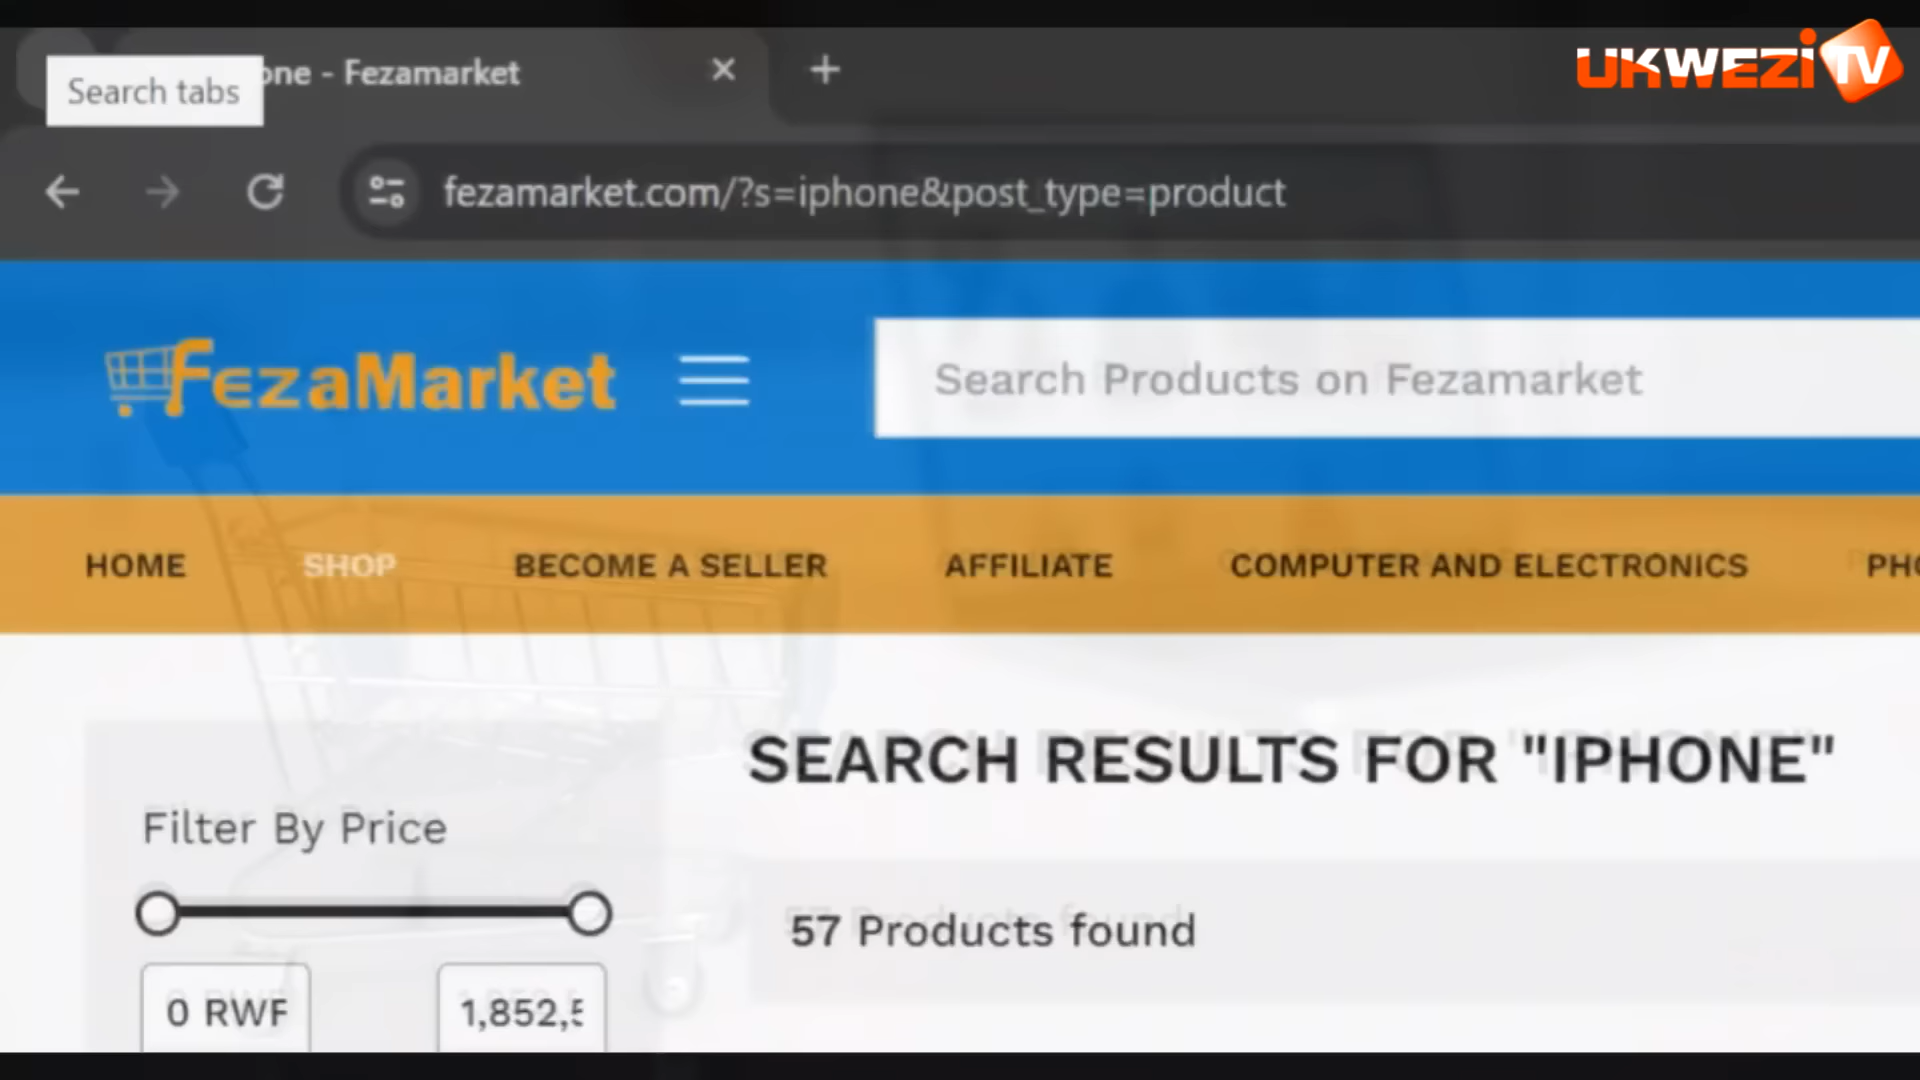 UKWEZI TV
Search tabs
one - Fezamarket
fezamarket.com/?s=iphone&post_type=product
FezaMarket
Search Products on Fezamarket
HOME SHOP BECOME A SELLER AFFILIATE COMPUTER AND ELECTRONICS PHO
SEARCH RESULTS FOR "IPHONE"
Filter By Price
57 Products found
0 RWF 1,852,5